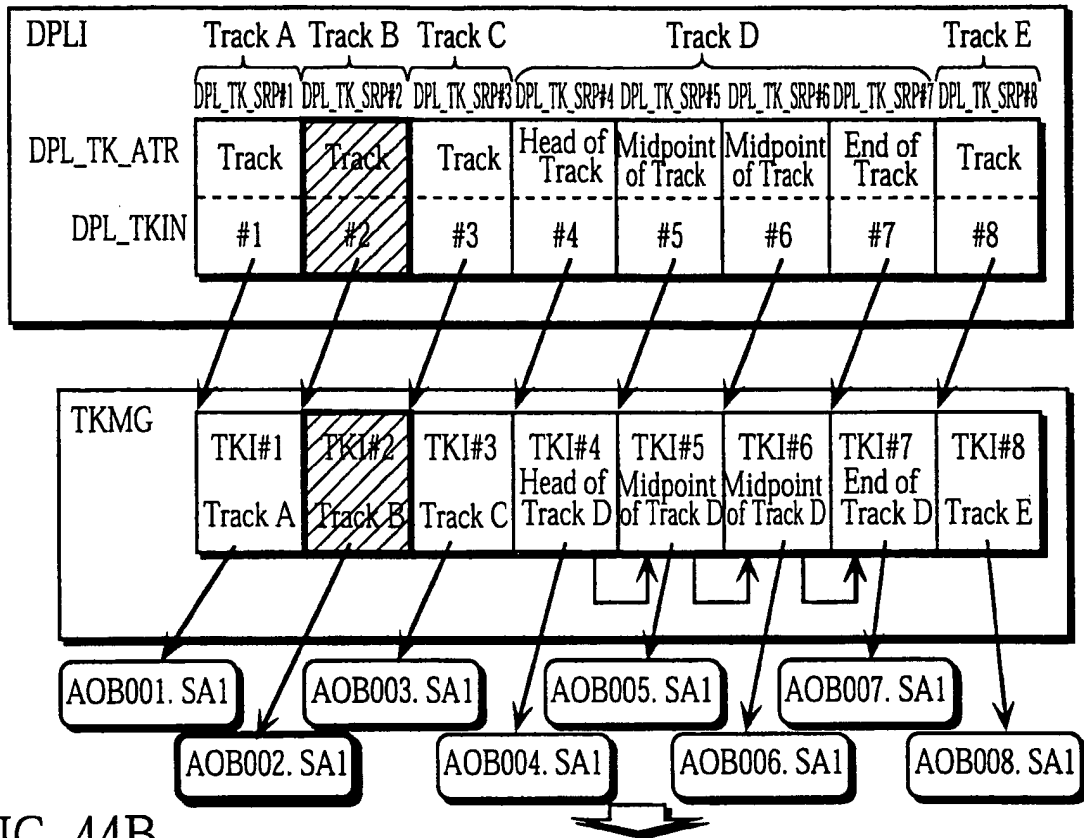 DPLI Track A Track B Track C Track D Track E
DPL_TK_SRP#1 DPL_TK_SRP#2 DPL_TK_SRP#3 DPL_TK_SRP#4 DPL_TK_SRP#5 DPL_TK_SRP#6 DPL_TK_SRP#7 DPL_TK_SRP#8
DPL_TK_ATR Track Track Track Head of Track Midpoint of Track Midpoint of Track End of Track Track
DPL_TKIN #1 #2 #3 #4 #5 #6 #7 #8
TKMG TKI#1 TKI#2 TKI#3 TKI#4 TKI#5 TKI#6 TKI#7 TKI#8
Track A Track B Track C Head of Track D Midpoint of Track D Midpoint of Track D End of Track D Track E
AOB001. SA1 AOB003. SA1 AOB005. SA1 AOB007. SA1
AOB002. SA1 AOB004. SA1 AOB006. SA1 AOB008. SA1
44B